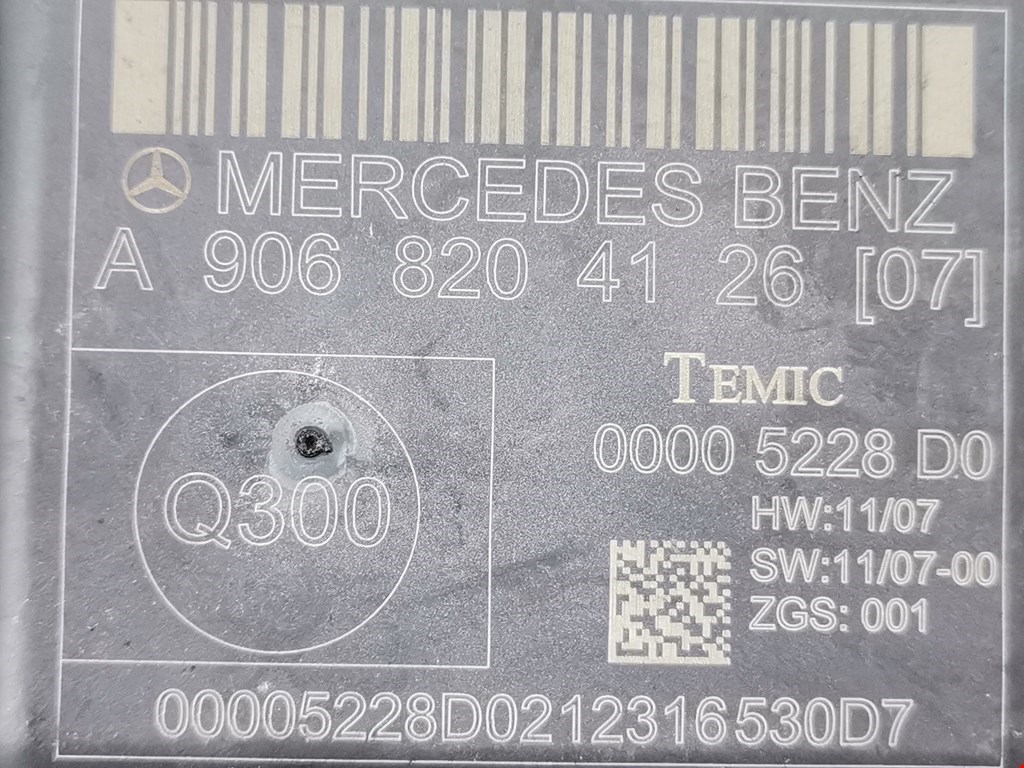 MERCEDES BENZ
A 906 820 41 26 [07]
TEMIC
0000 5228 D0
Q300
HW:11/07
SW:11/07-00
ZGS: 001
00005228D0212316530D7